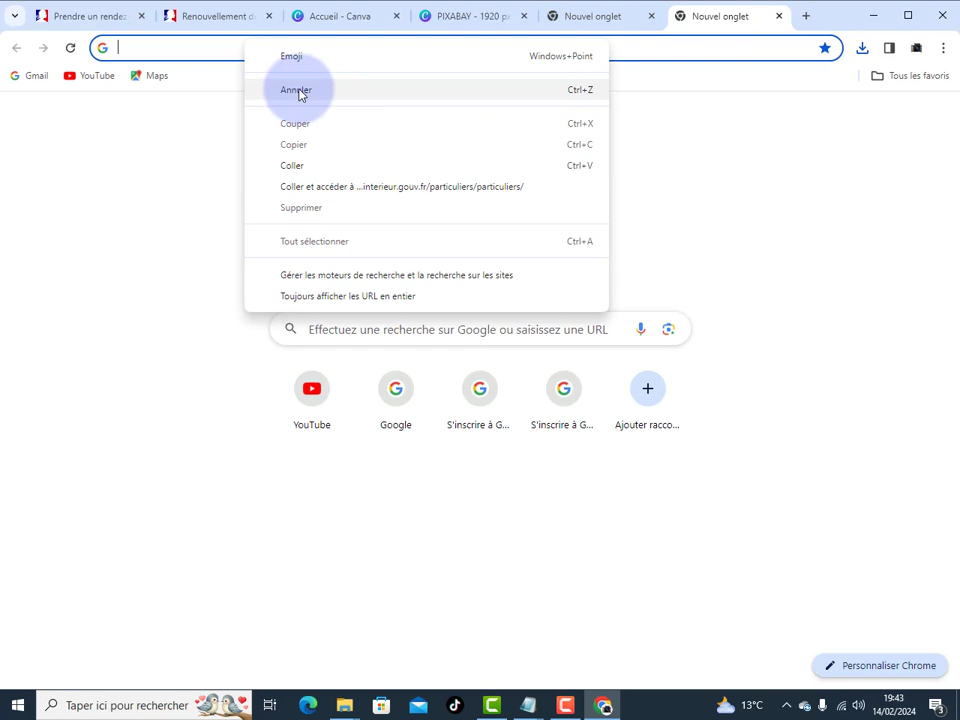 Prendre un rendez
Renouvellement de
Accueil - Canva
PIXABAY - 1920 px
Nouvel onglet
Nouvel onglet
Gmail
YouTube
Maps
Tous les favoris
Emoji Windows+Point
Annuler Ctrl+Z
Couper Ctrl+X
Copier Ctrl+C
Coller Ctrl+V
Coller et accéder à ...interieur.gouv.fr/particuliers/particuliers/
Supprimer
Tout sélectionner Ctrl+A
Gérer les moteurs de recherche et la recherche sur les sites
Toujours afficher les URL en entier
Effectuez une recherche sur Google ou saisissez une URL
YouTube
Google
S'inscrire à G...
S'inscrire à G...
Ajouter racco...
Personnaliser Chrome
Taper ici pour rechercher
13°C
19:43
14/02/2024
3